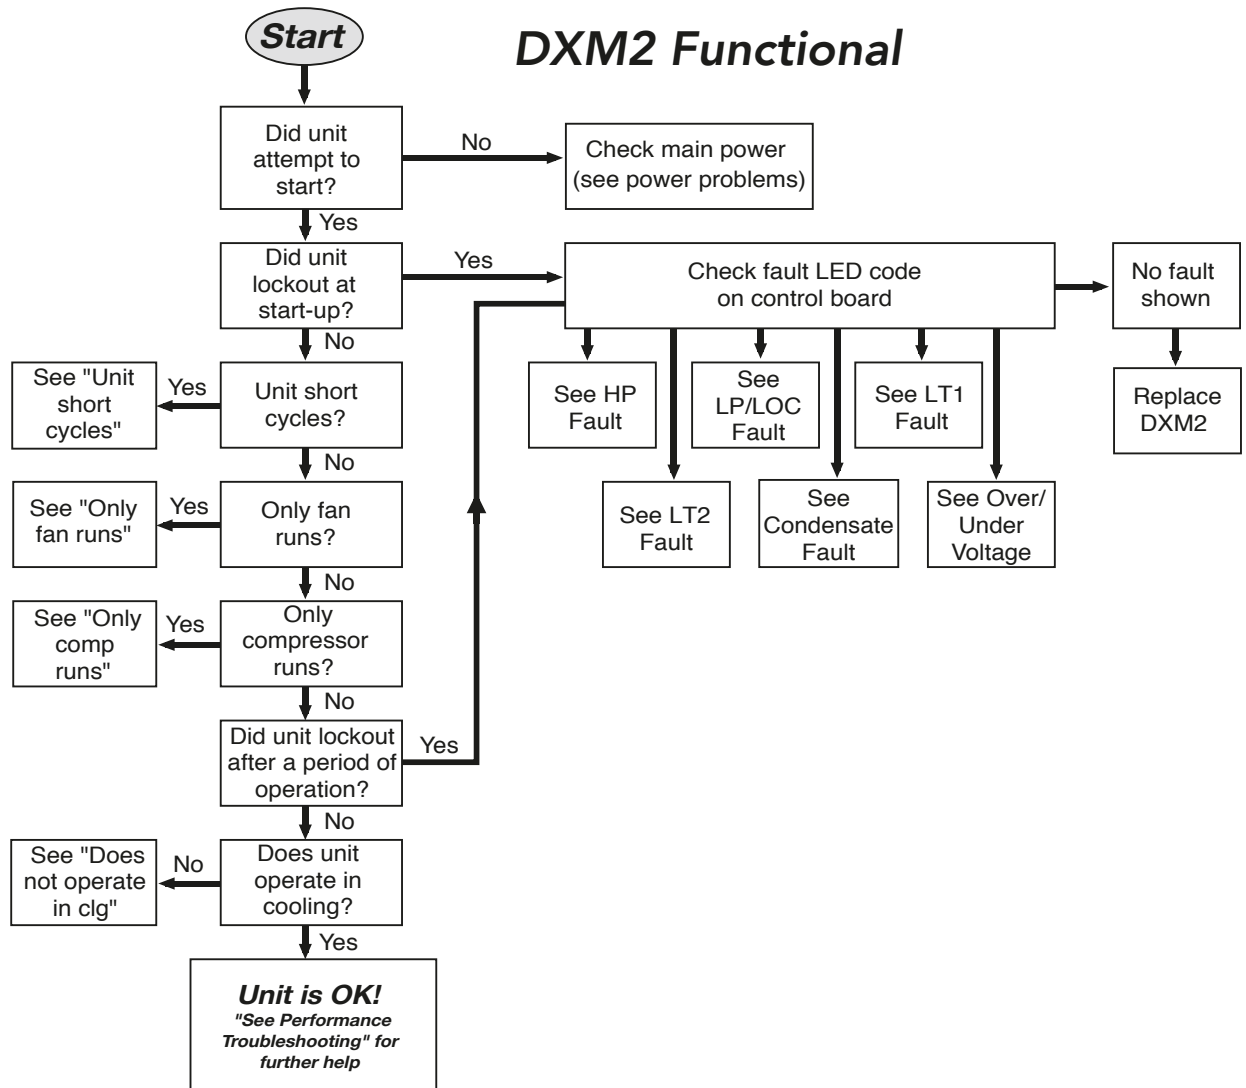 Start
DXM2 Functional
Did unit
attempt to
start?
No
Check main power
(see power problems)
Yes
Did unit
lockout at
start-up?
Yes
Check fault LED code
on control board
No fault
shown
Replace
DXM2
See HP
Fault
See
LP/LOC
Fault
See LT1
Fault
See LT2
Fault
See
Condensate
Fault
See Over/
Under
Voltage
No
Unit short
cycles?
Yes
See "Unit
short
cycles"
No
Only fan
runs?
Yes
See "Only
fan runs"
No
Only
compressor
runs?
Yes
See "Only
comp
runs"
No
Did unit lockout
after a period of
operation?
Yes
No
Does unit
operate in
cooling?
No
See "Does
not operate
in clg"
Yes
Unit is OK!
"See Performance
Troubleshooting" for
further help